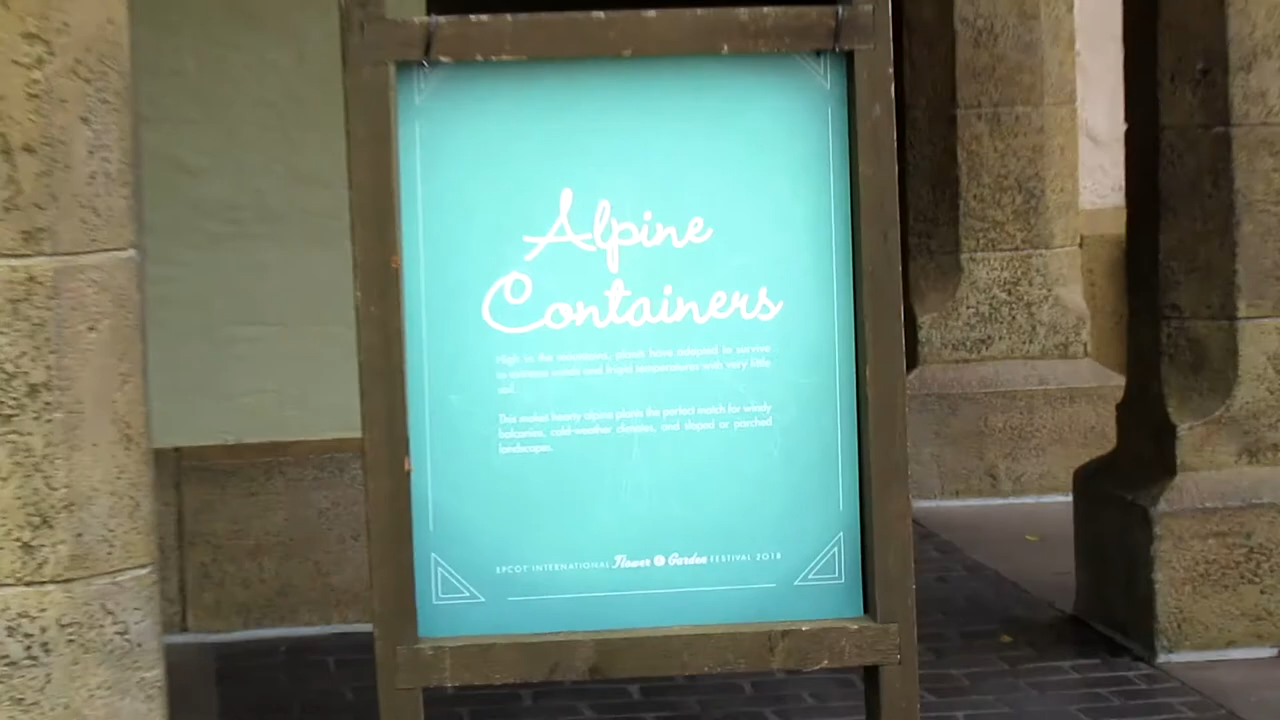 Alpine
Containers
High in the mountains, plants have adapted to survive
to extreme winds and frigid temperatures with very little
soil.
This makes hearty alpine plants the perfect match for windy
balconies, cold-weather climates, and sloped or parched
landscapes.
EPCOT INTERNATIONAL Flower & Garden FESTIVAL 2018